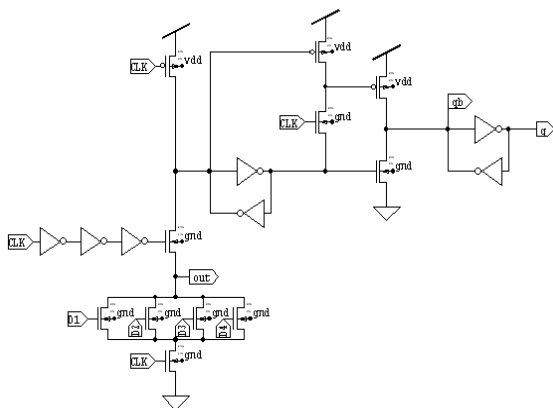 CLK
vdd
vdd
vdd
CLK
gnd
qb
q
gnd
CLK
gnd
out
D1
gnd
D2
gnd
D3
gnd
D4
gnd
CLK
gnd